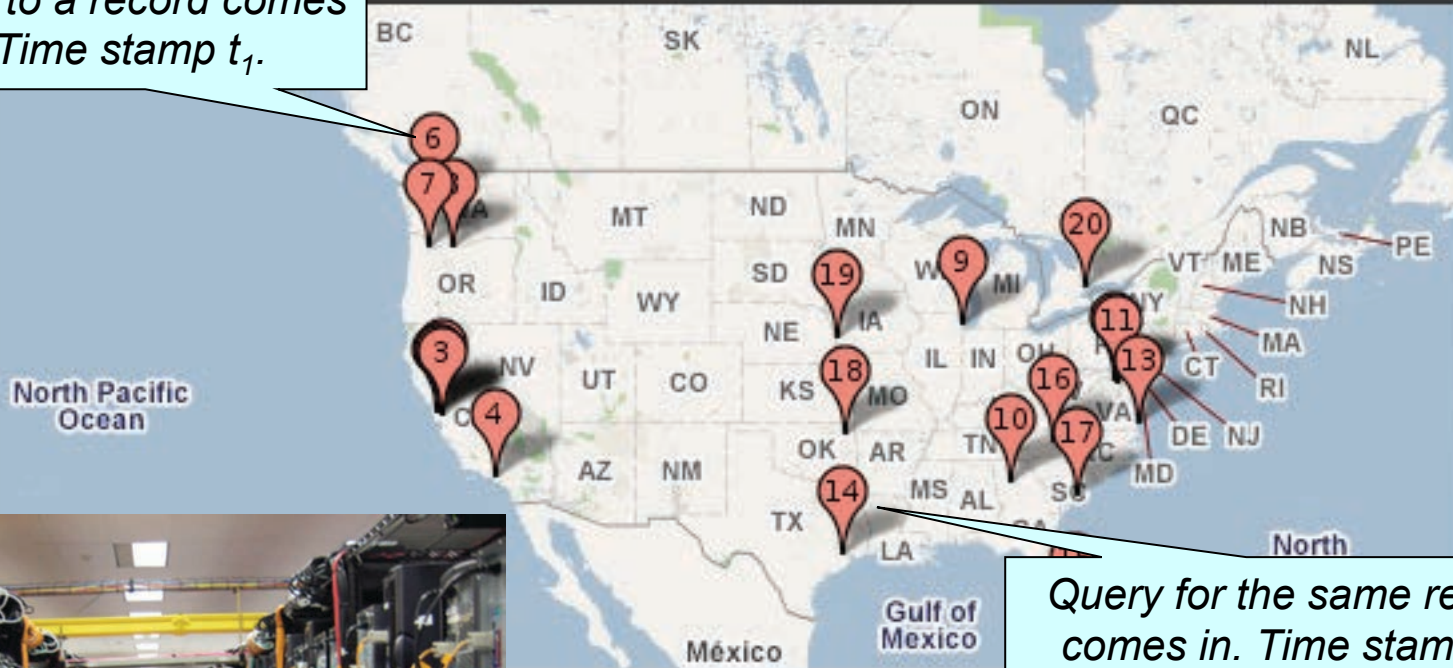 to a record comes
Time stamp t₁.
BC
SK
NL
ON
QC
6
7
MT
ND
MN
20
NB
PE
OR
ID
WY
SD
19
9
MI
VT
ME
NS
NH
NE
IA
11
NY
MA
3
NV
UT
CO
KS
18
MO
IL
IN
OH
16
13
CT
RI
North Pacific
Ocean
4
10
VA
DE
NJ
AZ
NM
OK
AR
TN
17
MD
14
MS
AL
SC
TX
LA
North
Gulf of
Mexico
México
Query for the same
comes in. Time